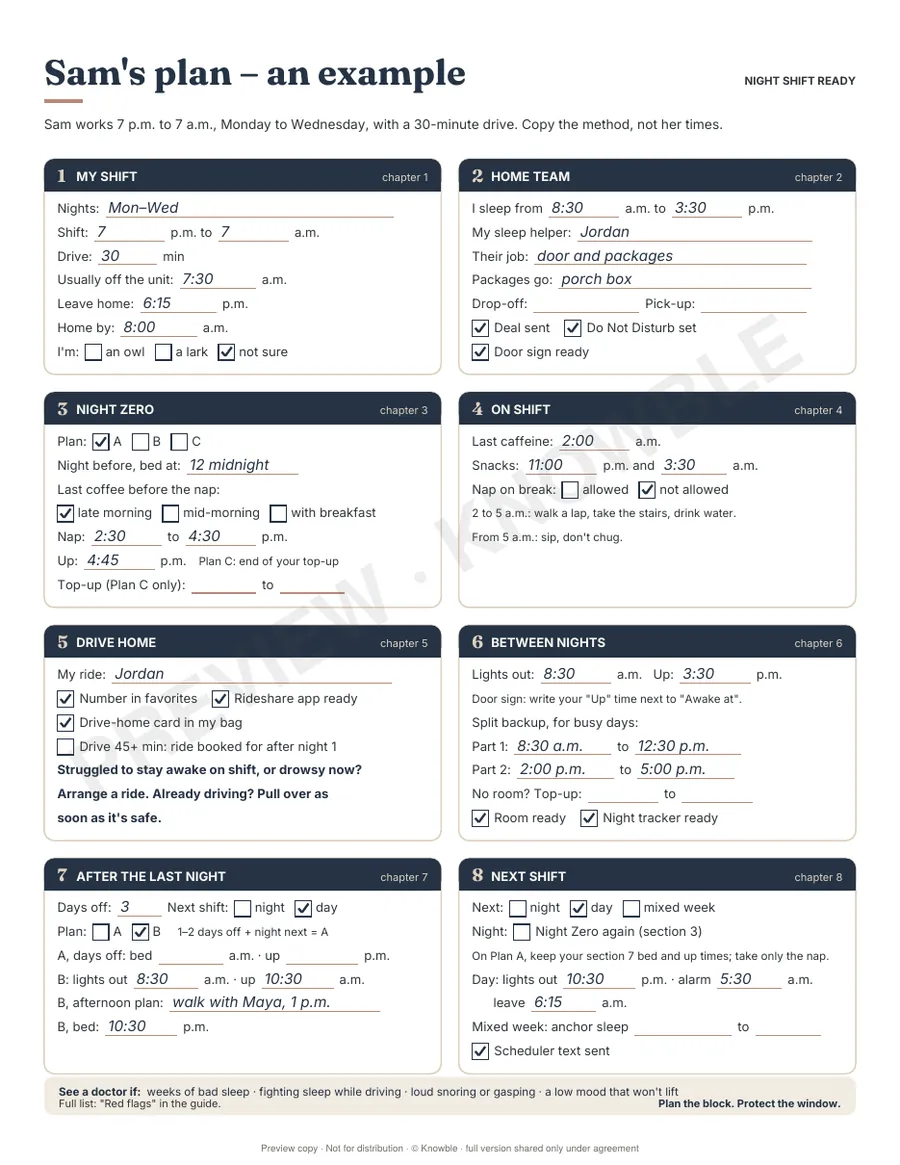 Sam's plan – an example
NIGHT SHIFT READY
Sam works 7 p.m. to 7 a.m., Monday to Wednesday, with a 30-minute drive. Copy the method, not her times.
1 MY SHIFT chapter 1
Nights: Mon–Wed
Shift: 7 p.m. to 7 a.m.
Drive: 30 min
Usually off the unit: 7:30 a.m.
Leave home: 6:15 p.m.
Home by: 8:00 a.m.
I'm: an owl a lark not sure
2 HOME TEAM chapter 2
I sleep from 8:30 a.m. to 3:30 p.m.
My sleep helper: Jordan
Their job: door and packages
Packages go: porch box
Drop-off: Pick-up:
Deal sent Do Not Disturb set
Door sign ready
3 NIGHT ZERO chapter 3
Plan: A B C
Night before, bed at: 12 midnight
Last coffee before the nap:
late morning mid-morning with breakfast
Nap: 2:30 to 4:30 p.m.
Up: 4:45 p.m. Plan C: end of your top-up
Top-up (Plan C only): to
4 ON SHIFT chapter 4
Last caffeine: 2:00 a.m.
Snacks: 11:00 p.m. and 3:30 a.m.
Nap on break: allowed not allowed
2 to 5 a.m.: walk a lap, take the stairs, drink water.
From 5 a.m.: sip, don't chug.
5 DRIVE HOME chapter 5
My ride: Jordan
Number in favorites Rideshare app ready
Drive-home card in my bag
Drive 45+ min: ride booked for after night 1
Struggled to stay awake on shift, or drowsy now?
Arrange a ride. Already driving? Pull over as
soon as it's safe.
6 BETWEEN NIGHTS chapter 6
Lights out: 8:30 a.m. Up: 3:30 p.m.
Door sign: write your "Up" time next to "Awake at".
Split backup, for busy days:
Part 1: 8:30 a.m. to 12:30 p.m.
Part 2: 2:00 p.m. to 5:00 p.m.
No room? Top-up: to
Room ready Night tracker ready
7 AFTER THE LAST NIGHT chapter 7
Days off: 3 Next shift: night day
Plan: A B 1–2 days off + night next = A
A, days off: bed a.m. · up p.m.
B: lights out 8:30 a.m. · up 10:30 a.m.
B, afternoon plan: walk with Maya, 1 p.m.
B, bed: 10:30 p.m.
8 NEXT SHIFT chapter 8
Next: night day mixed week
Night: Night Zero again (section 3)
On Plan A, keep your section 7 bed and up times; take only the nap.
Day: lights out 10:30 p.m. · alarm 5:30 a.m.
leave 6:15 a.m.
Mixed week: anchor sleep to
Scheduler text sent
See a doctor if: weeks of bad sleep · fighting sleep while driving · loud snoring or gasping · a low mood that won't lift
Full list: "Red flags" in the guide.
Plan the block. Protect the window.
PREVIEW · KNOWBLE
Preview copy · Not for distribution · © Knowble · full version shared only under agreement